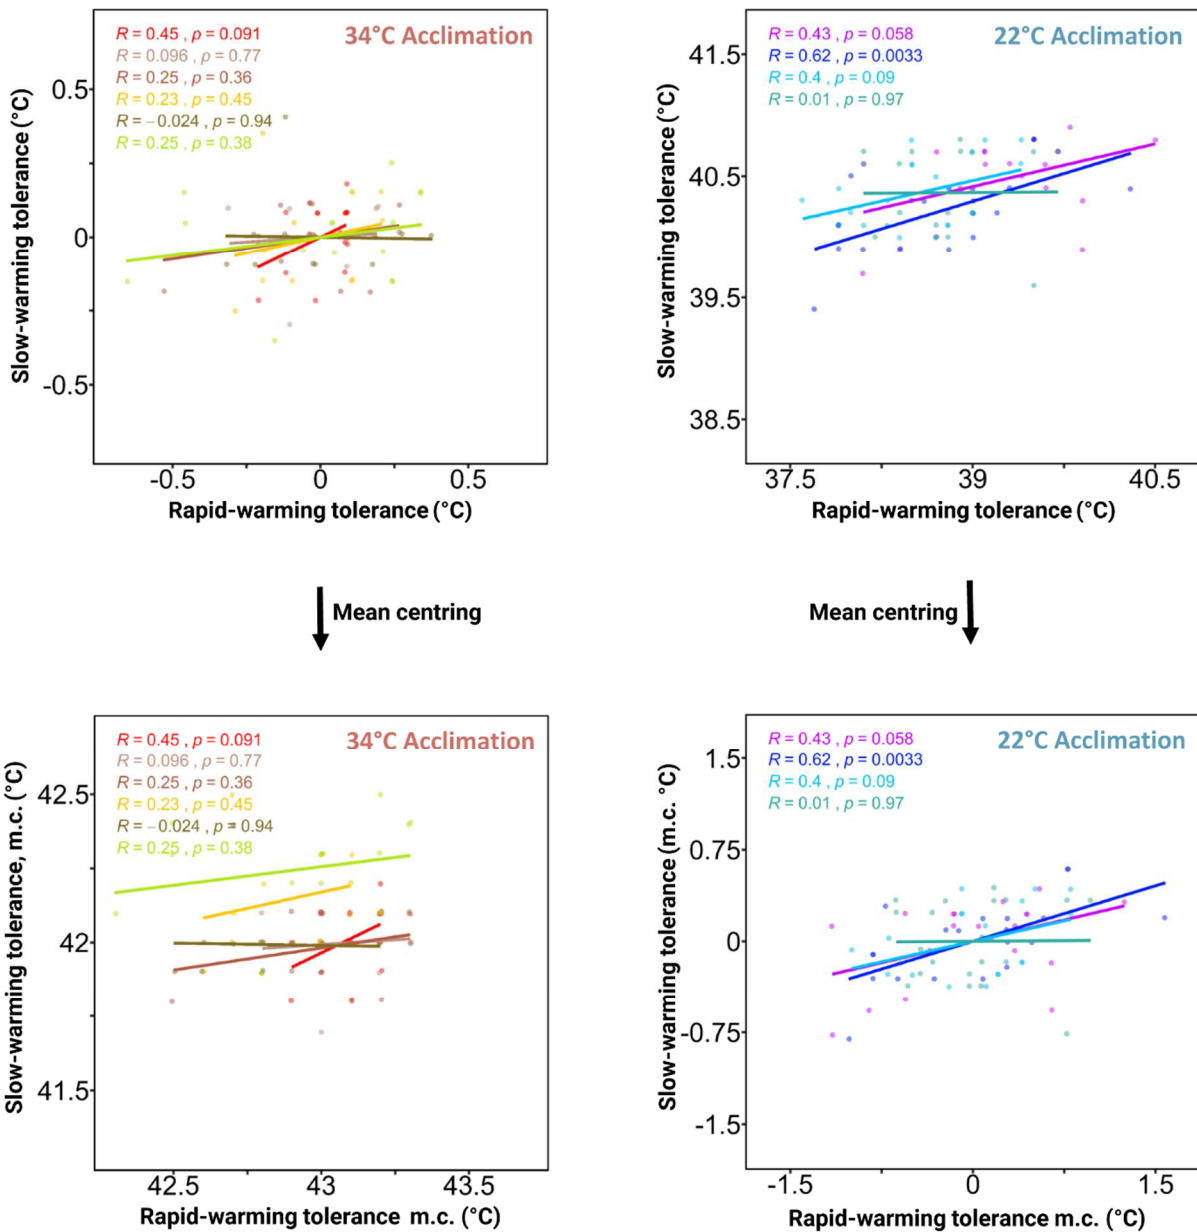 R = 0.45 , p = 0.091
34°C Acclimation
R = 0.096 , p = 0.77
R = 0.25 , p = 0.36
R = 0.23 , p = 0.45
R = −0.024 , p = 0.94
R = 0.25 , p = 0.38
0.5
0
-0.5
Slow-warming tolerance (°C)
-0.5 0 0.5
Rapid-warming tolerance (°C)
R = 0.43 , p = 0.058
22°C Acclimation
R = 0.62 , p = 0.0033
R = 0.4 , p = 0.09
R = 0.01 , p = 0.97
41.5
40.5
39.5
38.5
Slow-warming tolerance (°C)
37.5 39 40.5
Rapid-warming tolerance (°C)
Mean centring
Mean centring
R = 0.45 , p = 0.091
34°C Acclimation
R = 0.096 , p = 0.77
R = 0.25 , p = 0.36
R = 0.23 , p = 0.45
R = −0.024 , p = 0.94
R = 0.25 , p = 0.38
42.5
42
41.5
Slow-warming tolerance, m.c. (°C)
42.5 43 43.5
Rapid-warming tolerance m.c. (°C)
R = 0.43 , p = 0.058
22°C Acclimation
R = 0.62 , p = 0.0033
R = 0.4 , p = 0.09
R = 0.01 , p = 0.97
1.5
0.75
0
-0.75
-1.5
Slow-warming tolerance (m.c. °C)
-1.5 0 1.5
Rapid-warming tolerance m.c. (°C)